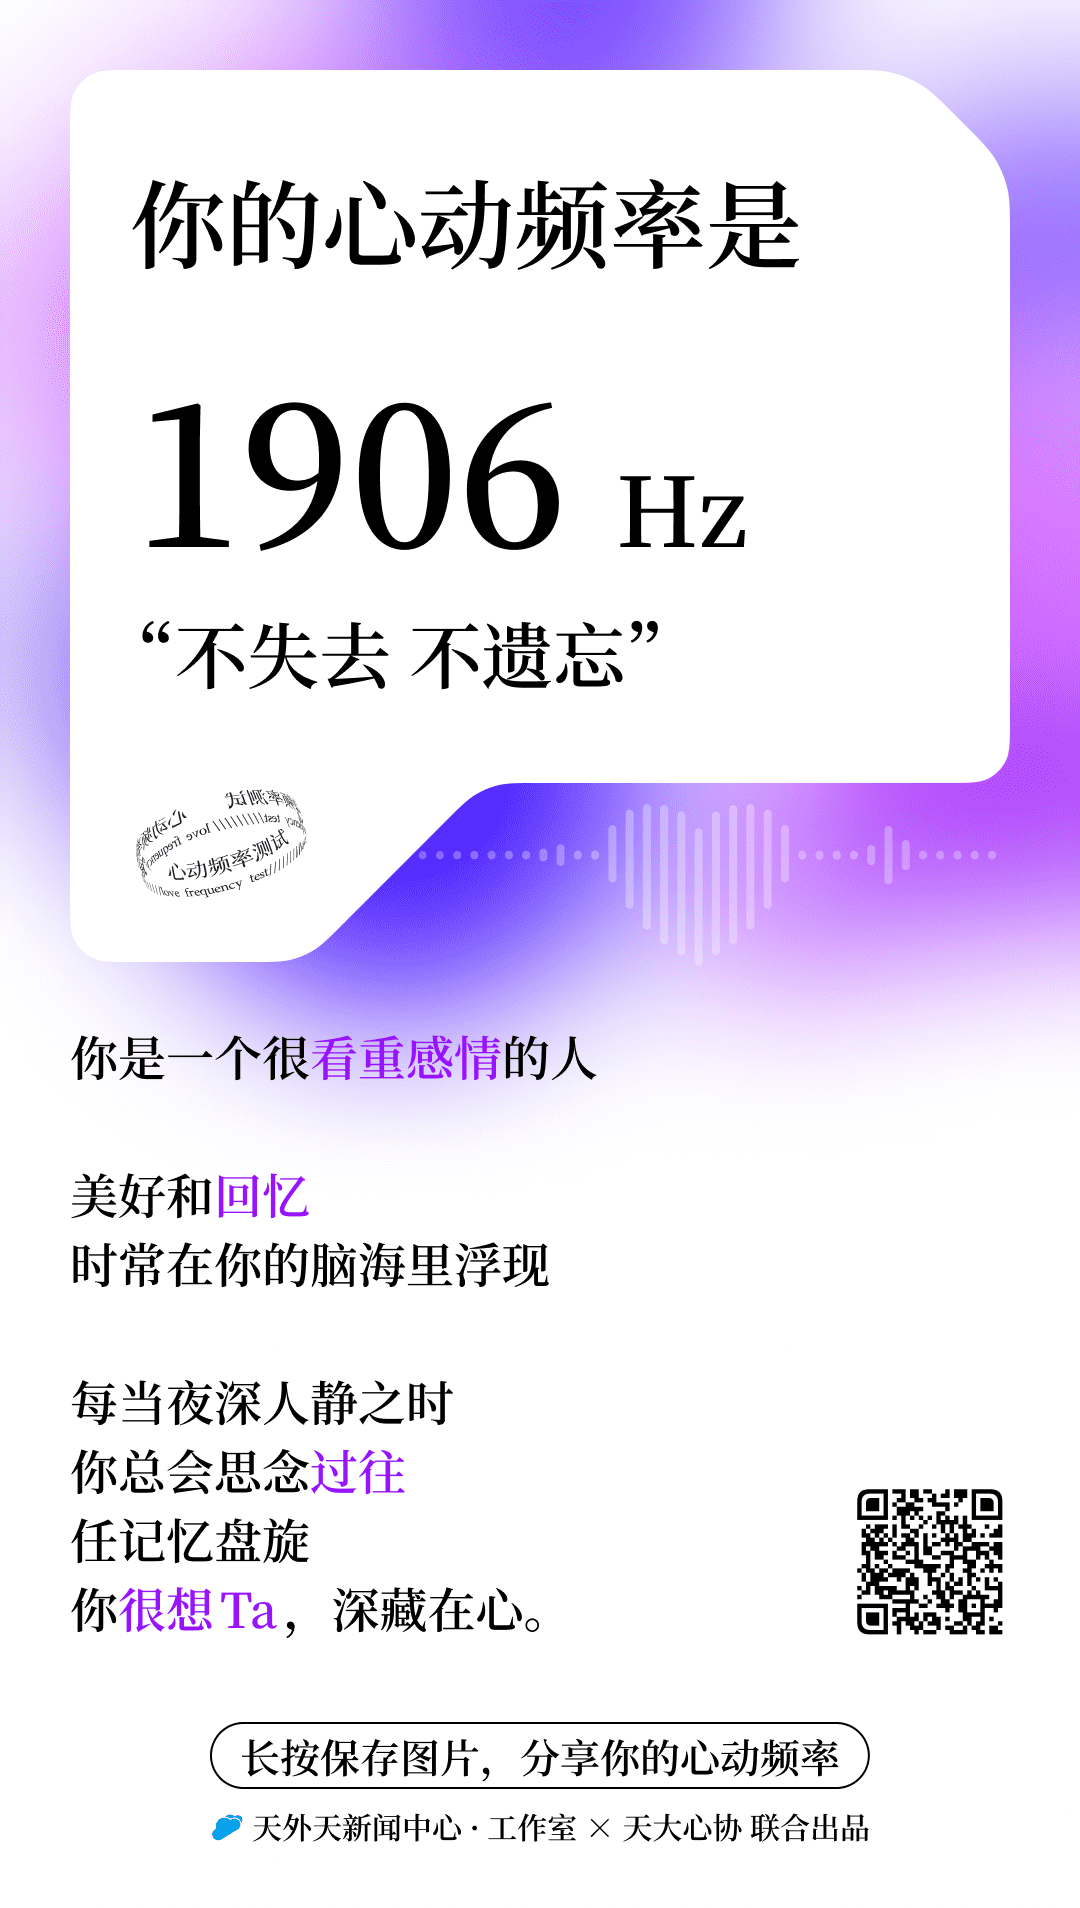 你的心动频率是
1906 Hz
“不失去 不遗忘”
心动频率测试
love frequency test
你是一个很看重感情的人
美好和回忆
时常在你的脑海里浮现
每当夜深人静之时
你总会思念过往
任记忆盘旋
你很想Ta，深藏在心。
长按保存图片，分享你的心动频率
天外天新闻中心·工作室 × 天大心协 联合出品